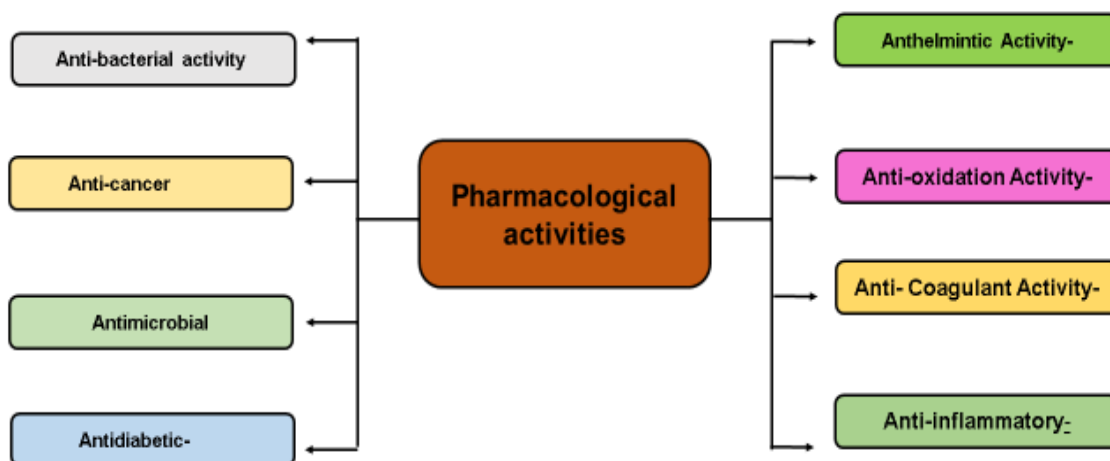 Anti-bacterial activity
Anti-cancer
Antimicrobial
Antidiabetic-
Pharmacological
activities
Anthelmintic Activity-
Anti-oxidation Activity-
Anti- Coagulant Activity-
Anti-inflammatory-